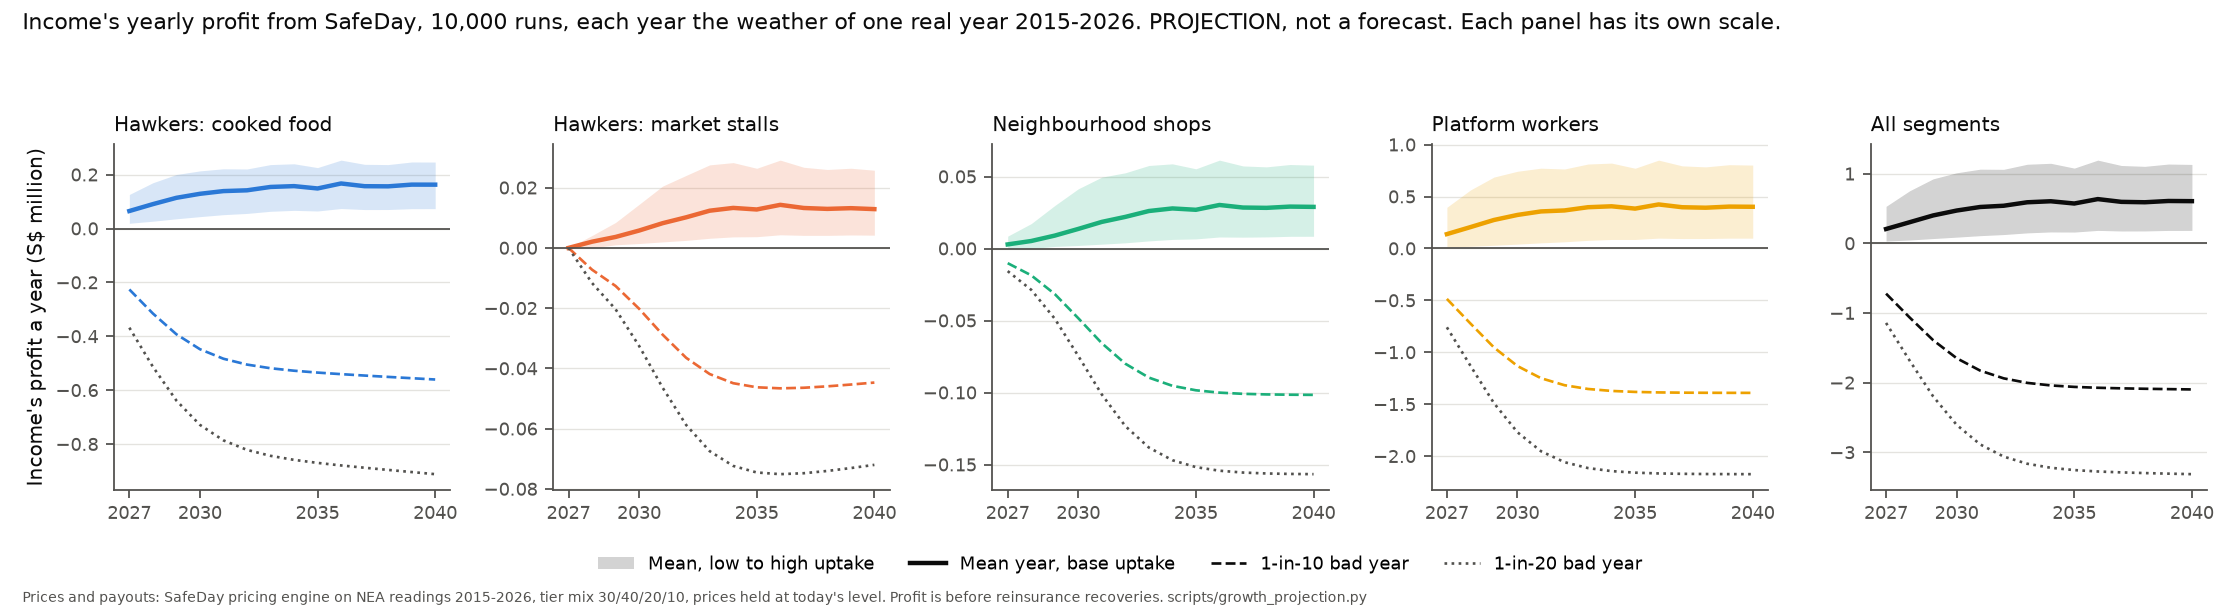 Income's yearly profit from SafeDay, 10,000 runs, each year the weather of one real year 2015-2026. PROJECTION, not a forecast. Each panel has its own scale.
Income's profit a year (S$ million)
Hawkers: cooked food
0.2
0.0
−0.2
−0.4
−0.6
−0.8
2027 2030 2035 2040
Hawkers: market stalls
0.02
0.00
−0.02
−0.04
−0.06
−0.08
2027 2030 2035 2040
Neighbourhood shops
0.05
0.00
−0.05
−0.10
−0.15
2027 2030 2035 2040
Platform workers
1.0
0.5
0.0
−0.5
−1.0
−1.5
−2.0
2027 2030 2035 2040
All segments
1
0
−1
−2
−3
2027 2030 2035 2040
Mean, low to high uptake
Mean year, base uptake
1-in-10 bad year
1-in-20 bad year
Prices and payouts: SafeDay pricing engine on NEA readings 2015-2026, tier mix 30/40/20/10, prices held at today's level. Profit is before reinsurance recoveries. scripts/growth_projection.py